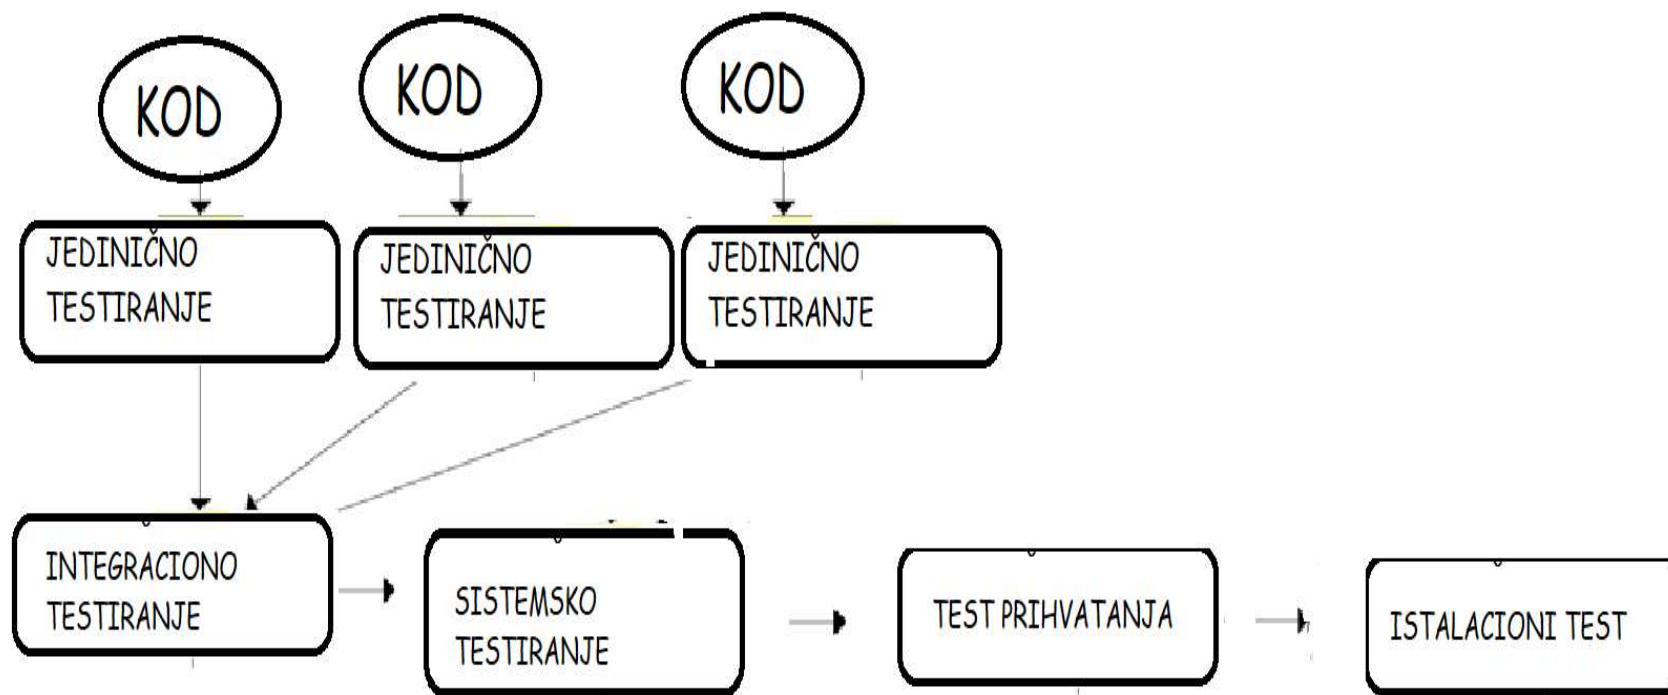 KOD
KOD
KOD
JEDINIČNO
TESTIRANJE
JEDINIČNO
TESTIRANJE
JEDINIČNO
TESTIRANJE
INTEGRACIONO
TESTIRANJE
SISTEMSKO
TESTIRANJE
TEST PRIHVATANJA
ISTALACIONI TEST